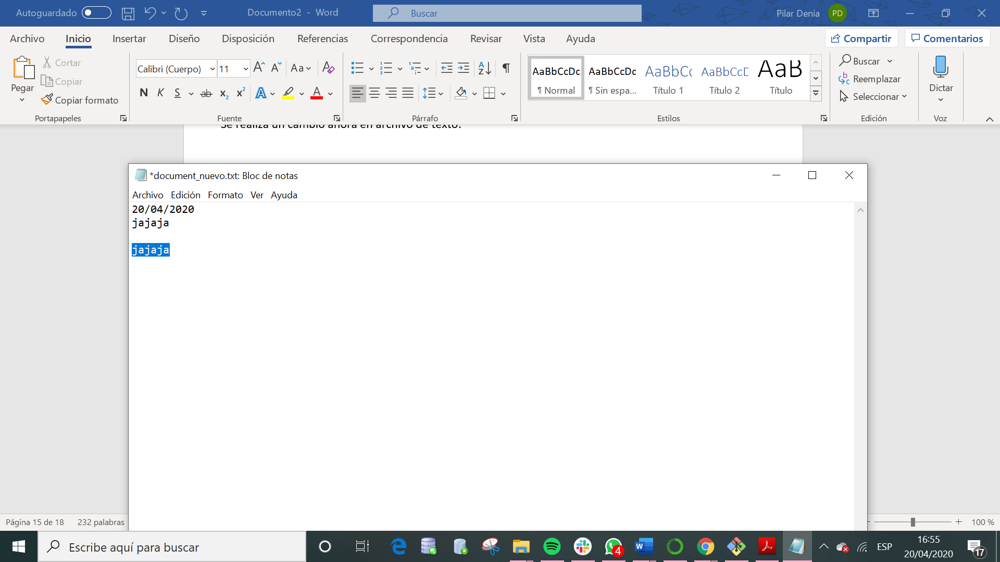 Autoguardado
Documento2 - Word
Buscar
Pilar Denia
PD
Archivo Inicio Insertar Diseño Disposición Referencias Correspondencia Revisar Vista Ayuda
Compartir
Comentarios
Pegar
Cortar
Copiar
Copiar formato
Portapapeles
Calibri (Cuerpo) 11
N K S ab x₂ x²
Fuente
Párrafo
AaBbCcDc
¶ Normal
AaBbCcDc
¶ Sin espa...
AaBbCc
Título 1
AaBbCcD
Título 2
AaB
Título
Estilos
Buscar
Reemplazar
Seleccionar
Edición
Dictar
Voz
Se realiza un cambio ahora en archivo de texto.
*document_nuevo.txt: Bloc de notas
Archivo Edición Formato Ver Ayuda
20/04/2020
jajaja
jajaja
Página 15 de 18 232 palabras
100 %
Escribe aquí para buscar
4
ESP
16:55
20/04/2020
17